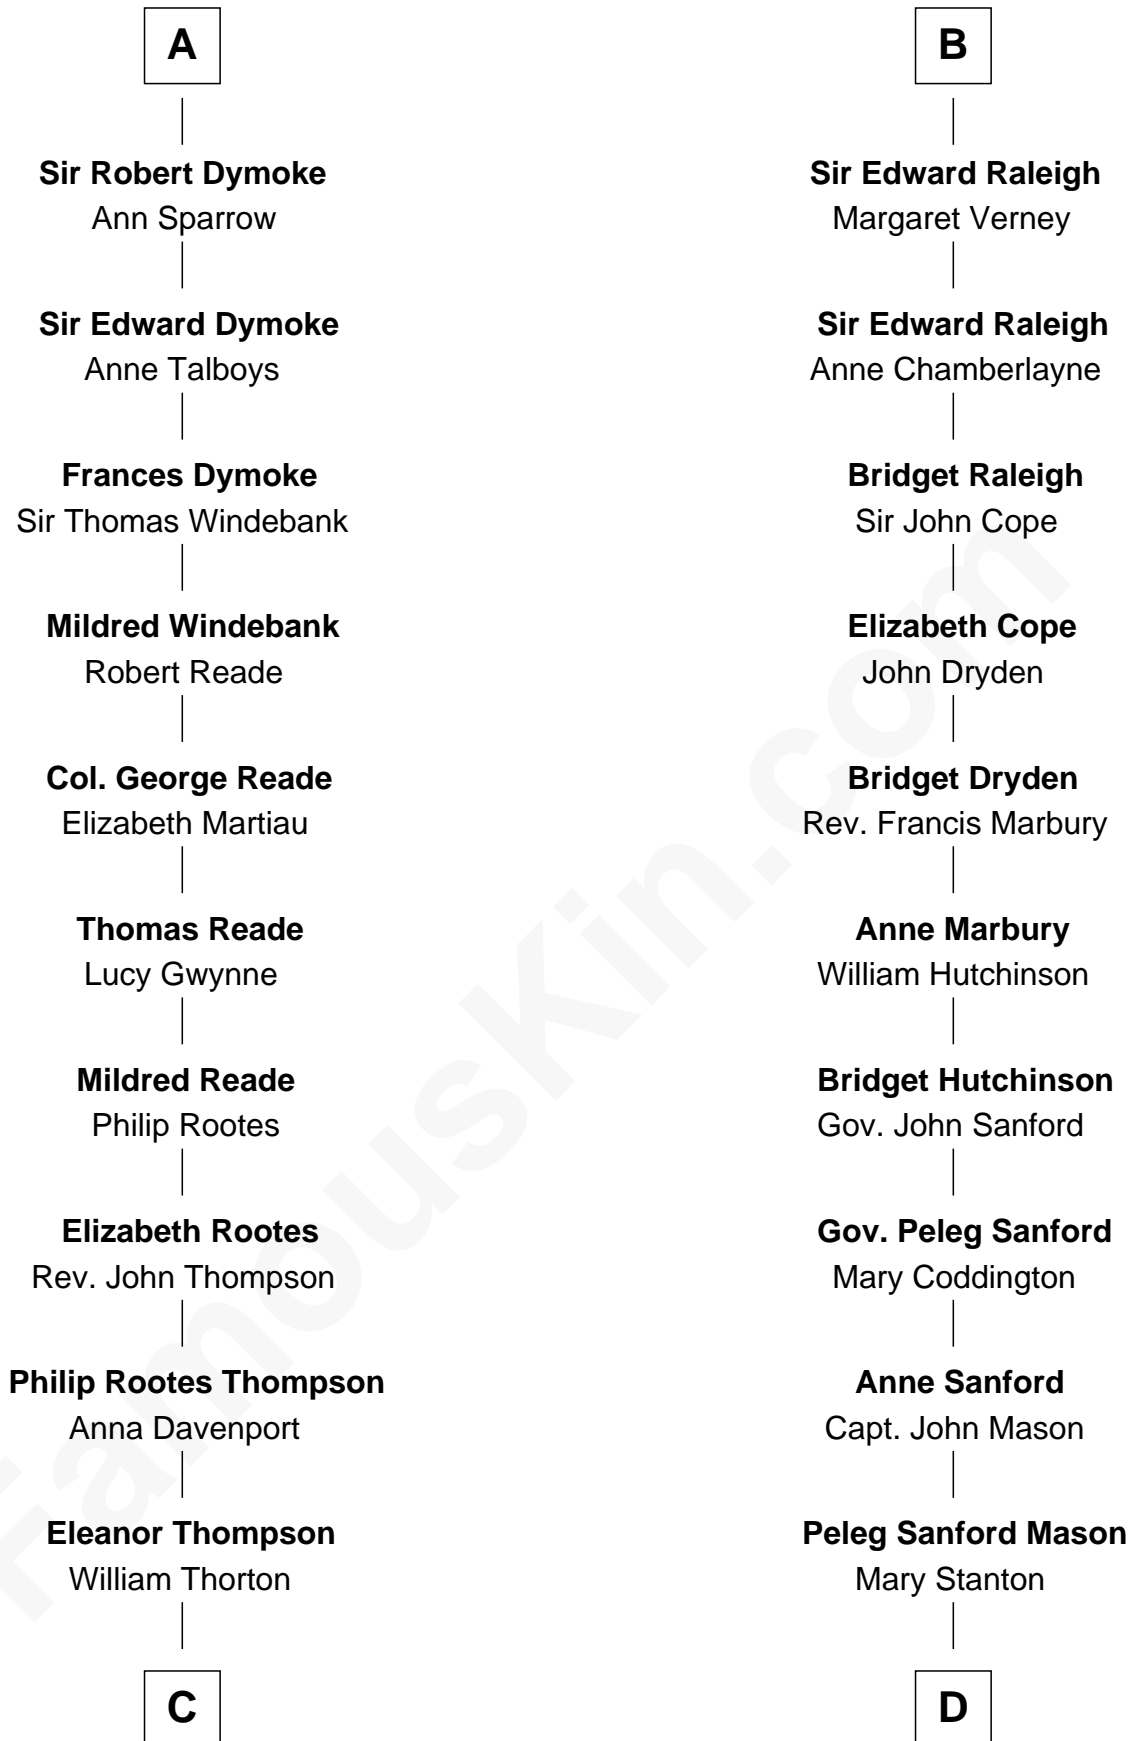 A
Sir Robert Dymoke
Ann Sparrow
Sir Edward Dymoke
Anne Talboys
Frances Dymoke
Sir Thomas Windebank
Mildred Windebank
Robert Reade
Col. George Reade
Elizabeth Martiau
Thomas Reade
Lucy Gwynne
Mildred Reade
Philip Rootes
Elizabeth Rootes
Rev. John Thompson
Philip Rootes Thompson
Anna Davenport
Eleanor Thompson
William Thorton
C
B
Sir Edward Raleigh
Margaret Verney
Sir Edward Raleigh
Anne Chamberlayne
Bridget Raleigh
Sir John Cope
Elizabeth Cope
John Dryden
Bridget Dryden
Rev. Francis Marbury
Anne Marbury
William Hutchinson
Bridget Hutchinson
Gov. John Sanford
Gov. Peleg Sanford
Mary Coddington
Anne Sanford
Capt. John Mason
Peleg Sanford Mason
Mary Stanton
D
FamousKin.com